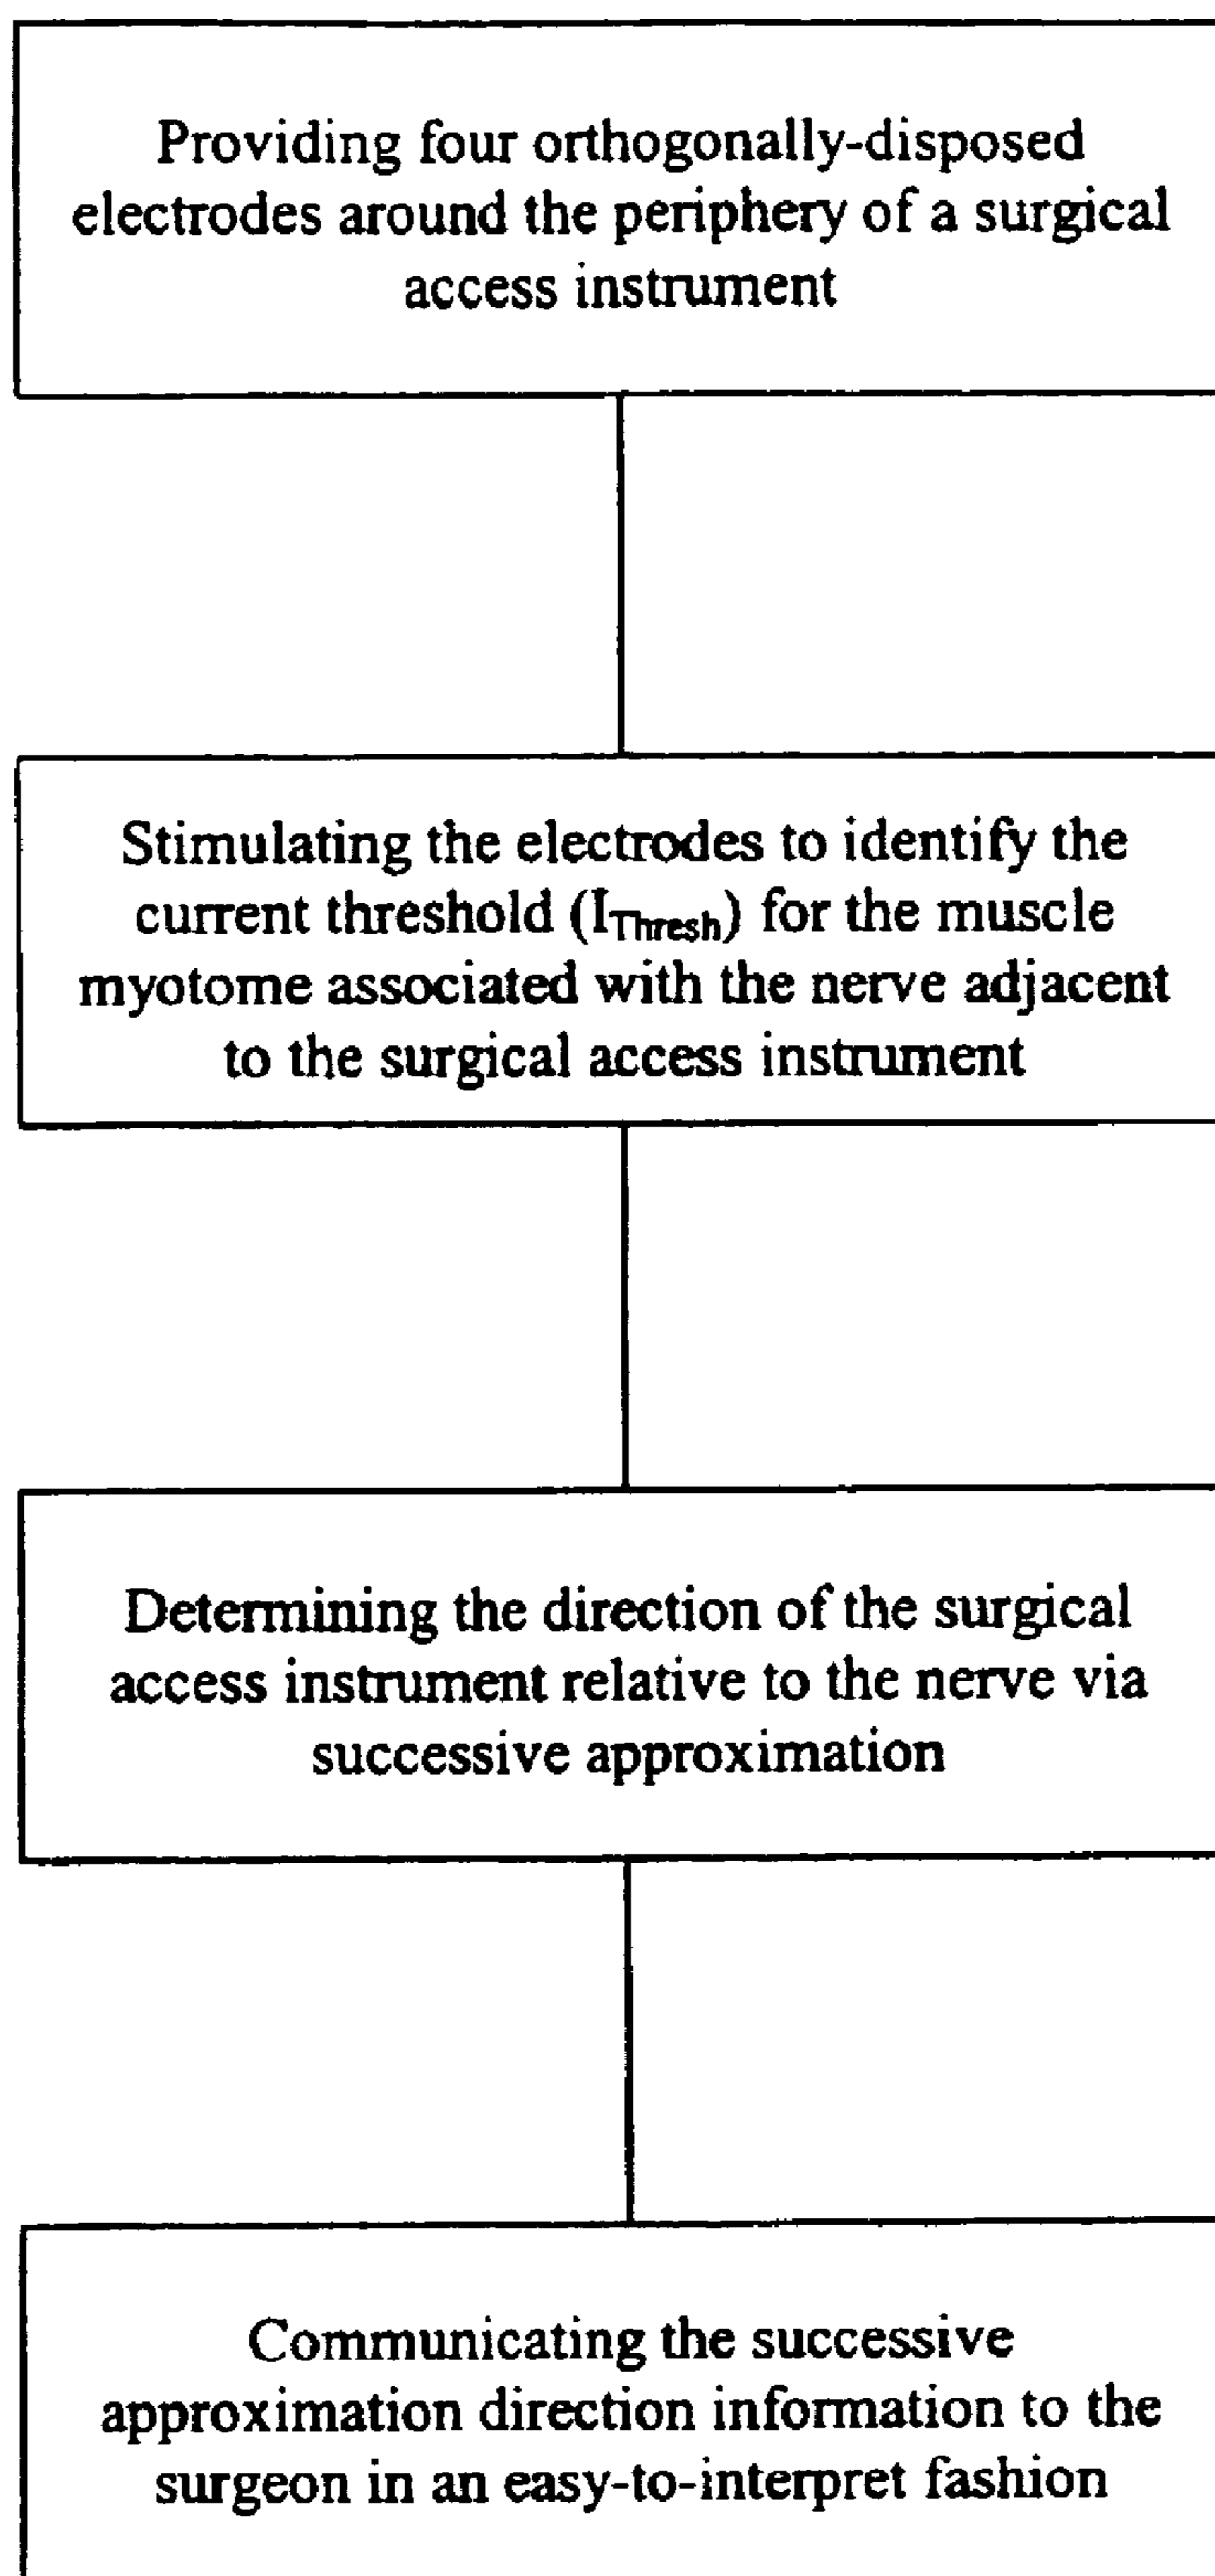 Providing four orthogonally-disposed
electrodes around the periphery of a surgical
access instrument
Stimulating the electrodes to identify the
current threshold (I_Thresh) for the muscle
myotome associated with the nerve adjacent
to the surgical access instrument
Determining the direction of the surgical
access instrument relative to the nerve via
successive approximation
Communicating the successive
approximation direction information to the
surgeon in an easy-to-interpret fashion